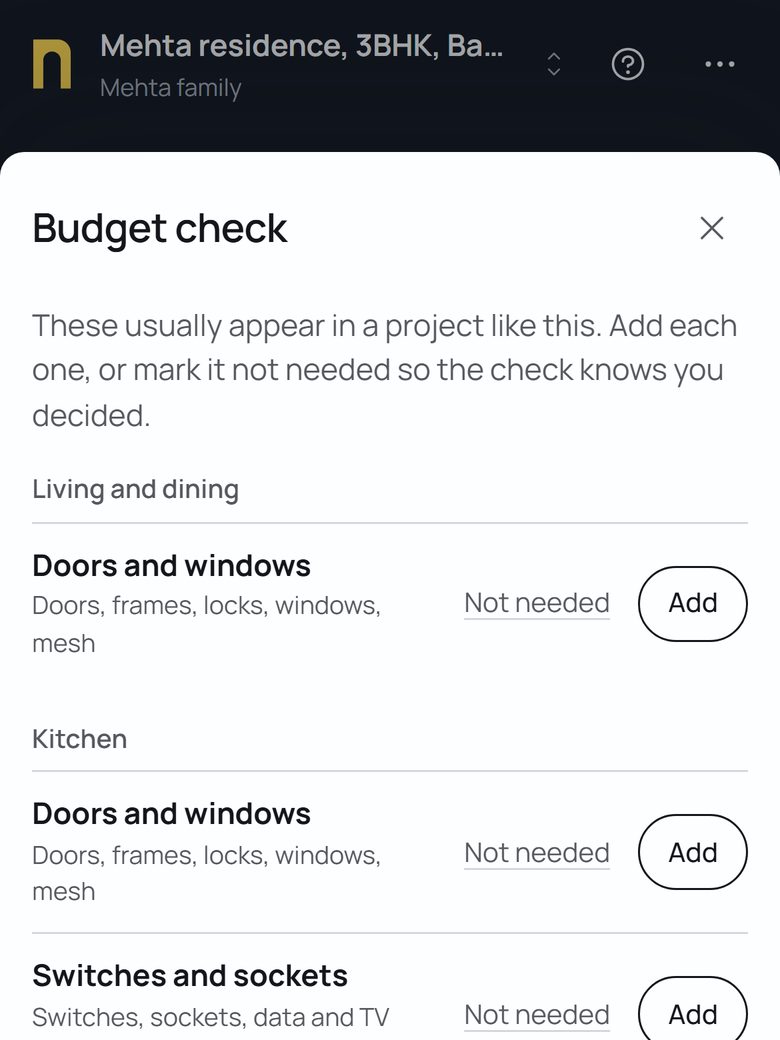 Mehta residence, 3BHK, Ba...
Mehta family
Budget check
These usually appear in a project like this. Add each
one, or mark it not needed so the check knows you
decided.
Living and dining
Doors and windows
Doors, frames, locks, windows,
mesh
Not needed
Add
Kitchen
Doors and windows
Doors, frames, locks, windows,
mesh
Not needed
Add
Switches and sockets
Switches, sockets, data and TV
Not needed
Add